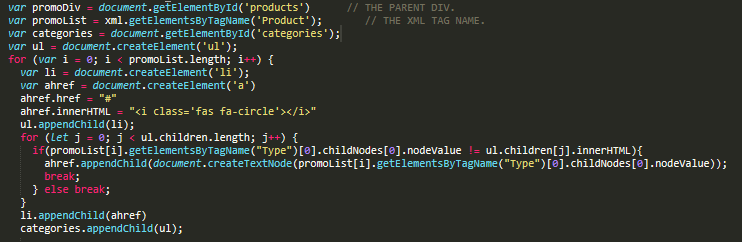 var promoDiv = document.getElementById('products')      // THE PARENT DIV.
var promoList = xml.getElementsByTagName('Product');      // THE XML TAG NAME.
var categories = document.getElementById('categories');
var ul = document.createElement('ul');
for (var i = 0; i < promoList.length; i++) {
  var li = document.createElement('li');
  var ahref = document.createElement('a')
  ahref.href = "#"
  ahref.innerHTML = "<i class='fas fa-circle'></i>"
  ul.appendChild(li);
  for (let j = 0; j < ul.children.length; j++) {
    if(promoList[i].getElementsByTagName("Type")[0].childNodes[0].nodeValue != ul.children[j].innerHTML){
      ahref.appendChild(document.createTextNode(promoList[i].getElementsByTagName("Type")[0].childNodes[0].nodeValue));
      break;
    } else break;
  }
  li.appendChild(ahref)
  categories.appendChild(ul);